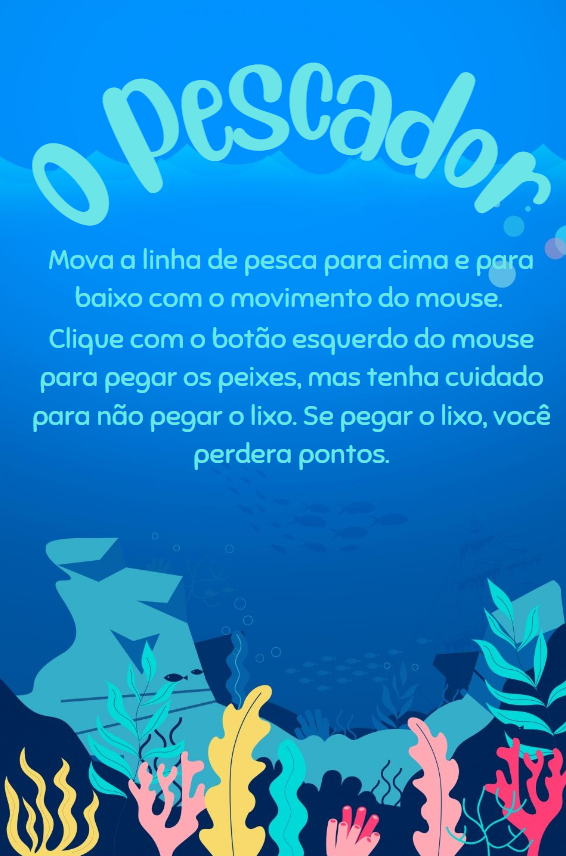 O pescador
Mova a linha de pesca para cima e para
baixo com o movimento do mouse.
Clique com o botão esquerdo do mouse
para pegar os peixes, mas tenha cuidado
para não pegar o lixo. Se pegar o lixo, você
perdera pontos.